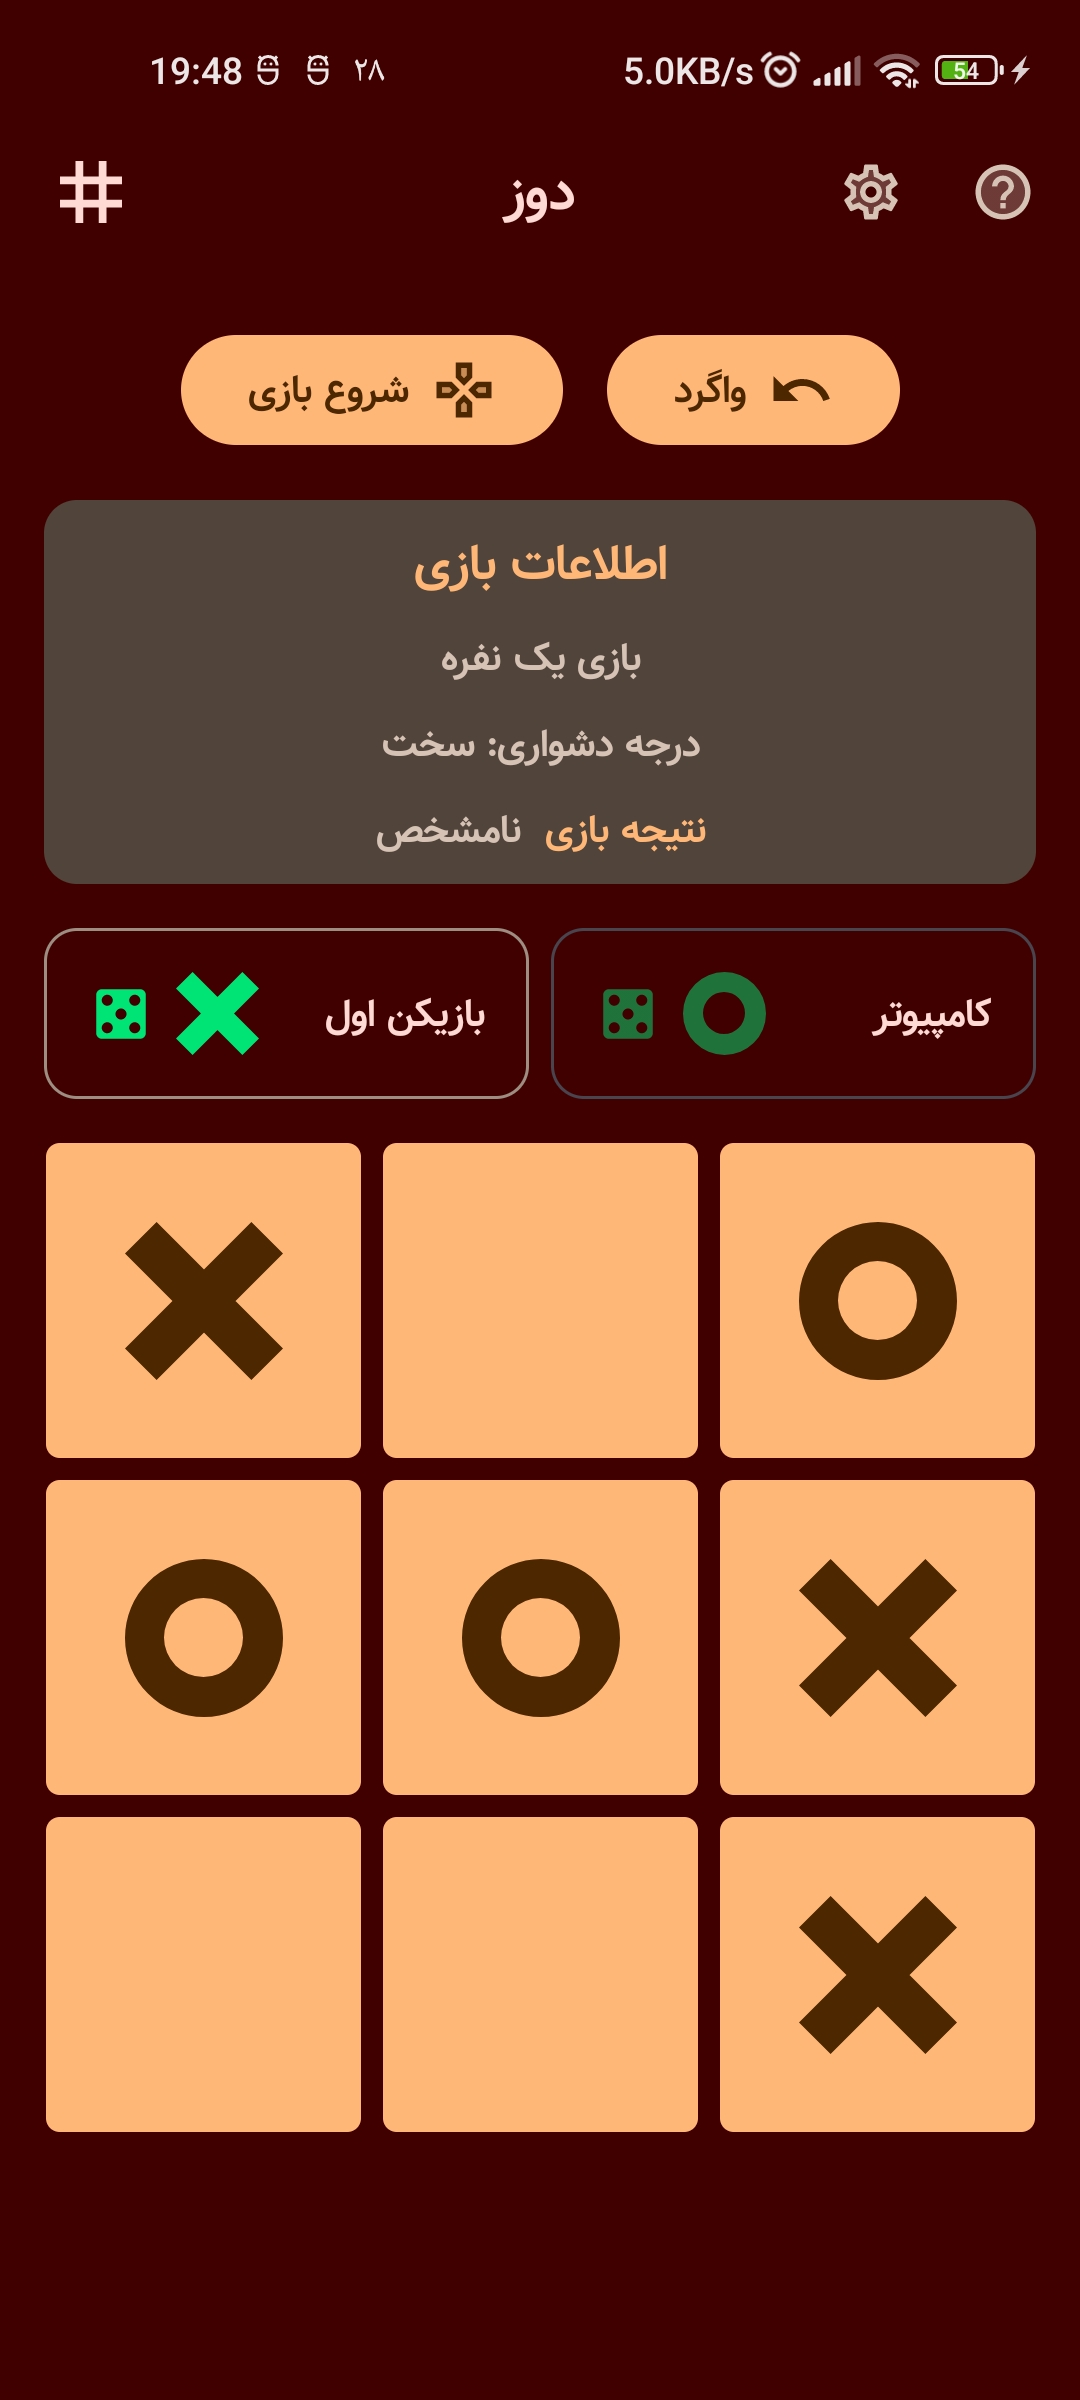 19:48 ۲۸ 5.0KB/s 54
دوز
واگرد
شروع بازی
اطلاعات بازی
بازی یک نفره
درجه دشواری: سخت
نتیجه بازی نامشخص
کامپیوتر
بازیکن اول